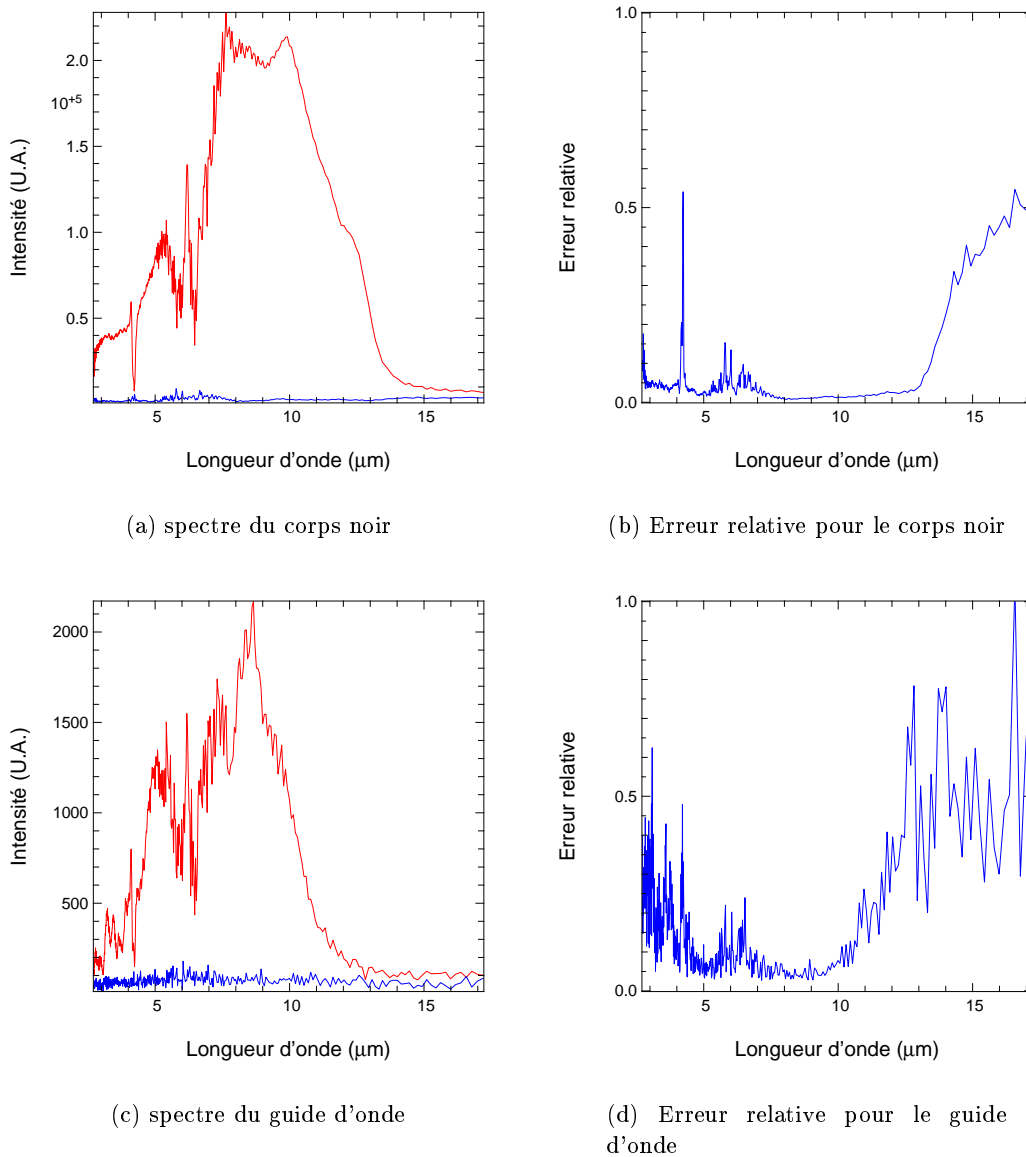 2.0
10+5
1.5
1.0
0.5
5
10
15
Intensité (U.A.)
Longueur d'onde (μm)
(a) spectre du corps noir
1.0
0.5
0.0
5
10
15
Erreur relative
Longueur d'onde (μm)
(b) Erreur relative pour le corps noir
2000
1500
1000
500
5
10
15
Intensité (U.A.)
Longueur d'onde (μm)
(c) spectre du guide d'onde
1.0
0.5
0.0
5
10
15
Erreur relative
Longueur d'onde (μm)
(d) Erreur relative pour le guide
d'onde